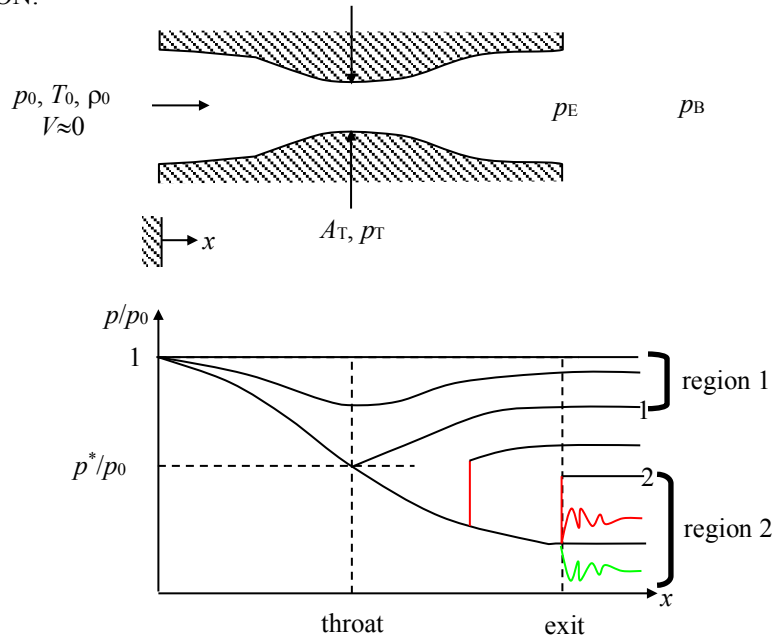 ON.
p0, T0, ρ0
V≈0
pE
pB
AT, pT
x
p/p0
1
region 1
1
p*/p0
2
region 2
x
throat
exit